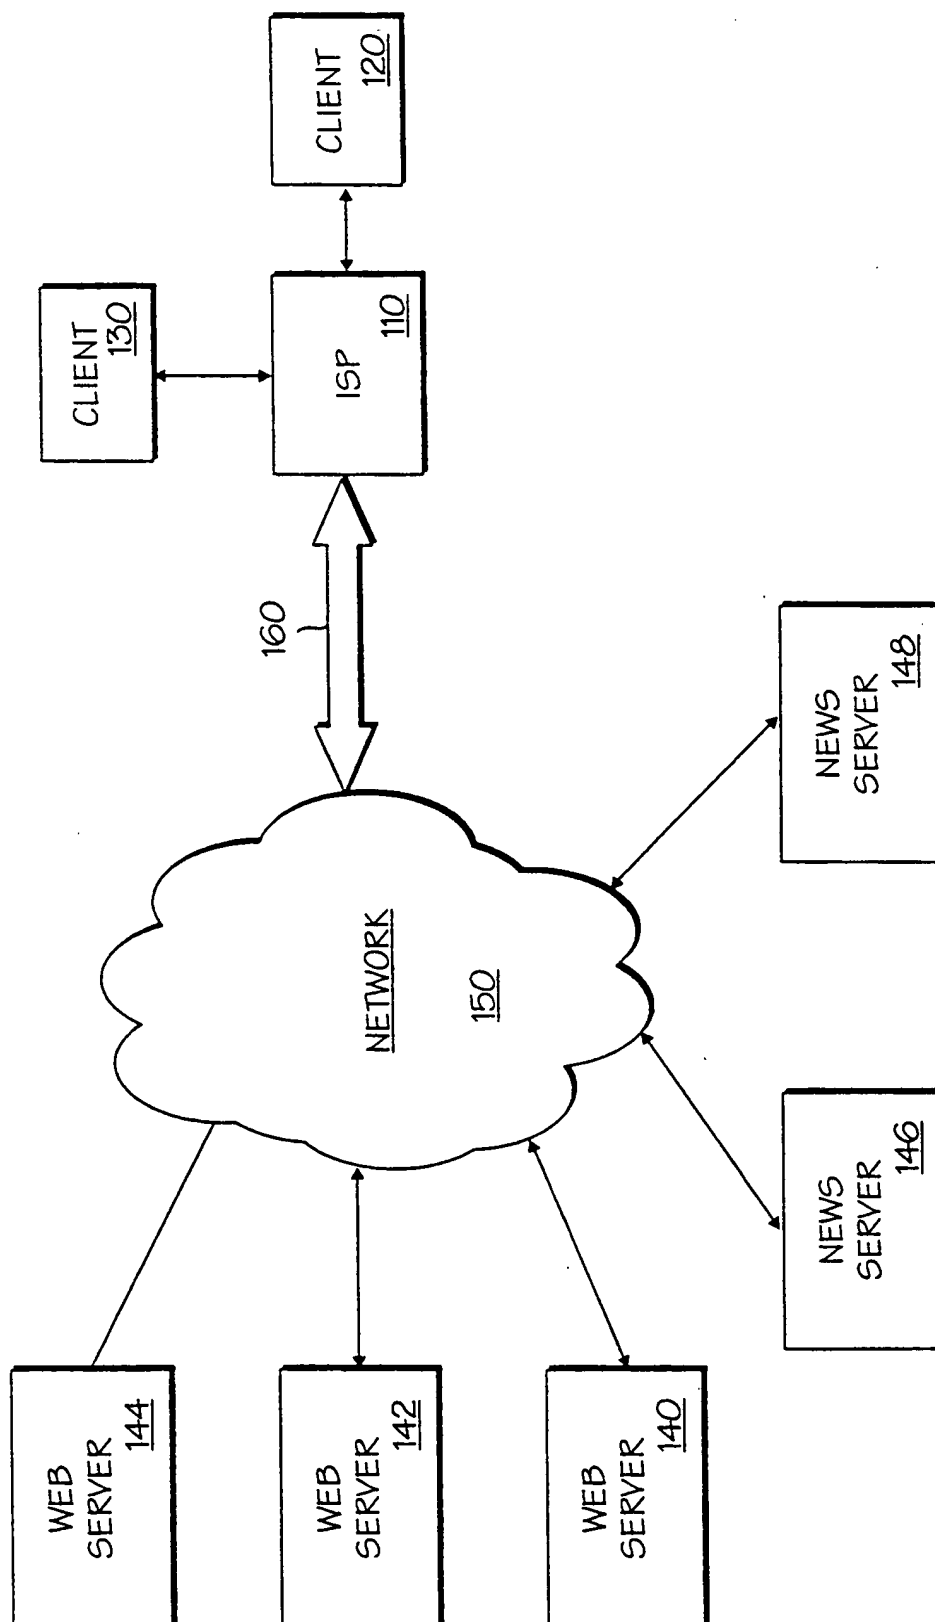 WEB
SERVER
144
WEB
SERVER
142
WEB
SERVER
140
NETWORK
150
160
CLIENT
130
ISP
110
CLIENT
120
NEWS
SERVER
146
NEWS
SERVER
148